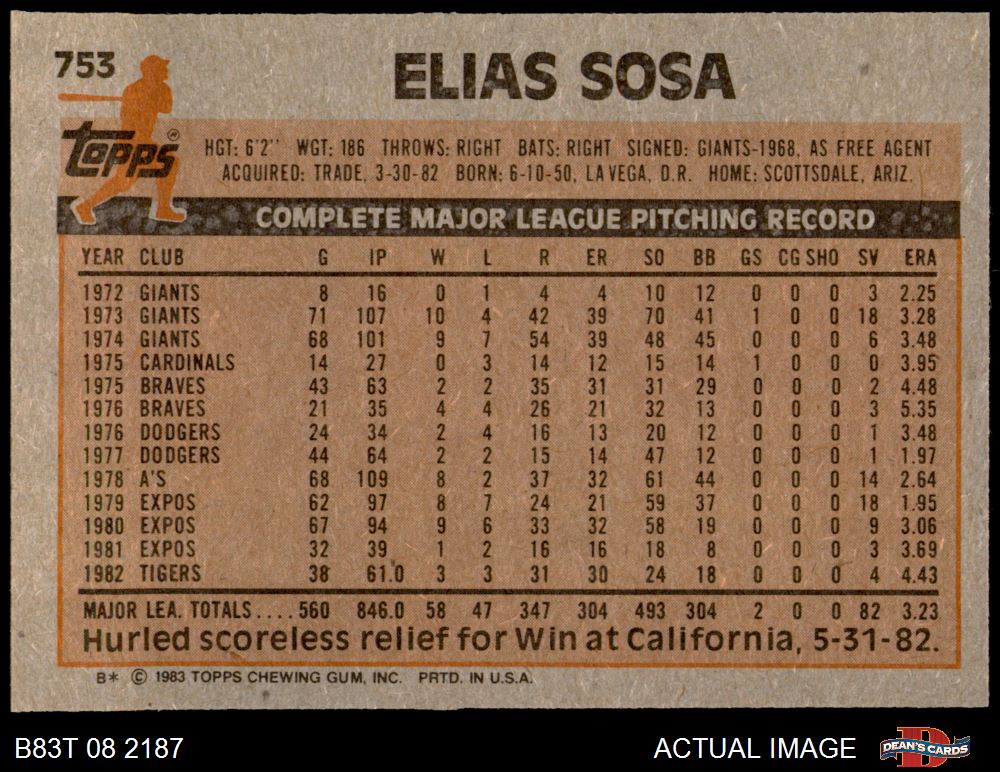 753
ELIAS SOSA
Topps®
HGT: 6'2" WGT: 186 THROWS: RIGHT BATS: RIGHT SIGNED: GIANTS-1968, AS FREE AGENT
ACQUIRED: TRADE, 3-30-82 BORN: 6-10-50, LA VEGA, D.R. HOME: SCOTTSDALE, ARIZ.
COMPLETE MAJOR LEAGUE PITCHING RECORD
YEAR CLUB G IP W L R ER SO BB GS CG SHO SV ERA
1972 GIANTS 8 16 0 1 4 4 10 12 0 0 0 3 2.25
1973 GIANTS 71 107 10 4 42 39 70 41 1 0 0 18 3.28
1974 GIANTS 68 101 9 7 54 39 48 45 0 0 0 6 3.48
1975 CARDINALS 14 27 0 3 14 12 15 14 1 0 0 0 3.95
1975 BRAVES 43 63 2 2 35 31 31 29 0 0 0 2 4.48
1976 BRAVES 21 35 4 4 26 21 32 13 0 0 0 3 5.35
1976 DODGERS 24 34 2 4 16 13 20 12 0 0 0 1 3.48
1977 DODGERS 44 64 2 2 15 14 47 12 0 0 0 1 1.97
1978 A'S 68 109 8 2 37 32 61 44 0 0 0 14 2.64
1979 EXPOS 62 97 8 7 24 21 59 37 0 0 0 18 1.95
1980 EXPOS 67 94 9 6 33 32 58 19 0 0 0 9 3.06
1981 EXPOS 32 39 1 2 16 16 18 8 0 0 0 3 3.69
1982 TIGERS 38 61.0 3 3 31 30 24 18 0 0 0 4 4.43
MAJOR LEA. TOTALS.... 560 846.0 58 47 347 304 493 304 2 0 0 82 3.23
Hurled scoreless relief for Win at California, 5-31-82.
B* © 1983 TOPPS CHEWING GUM, INC. PRTD. IN U.S.A.
B83T 08 2187
ACTUAL IMAGE
D
DEAN'S CARDS